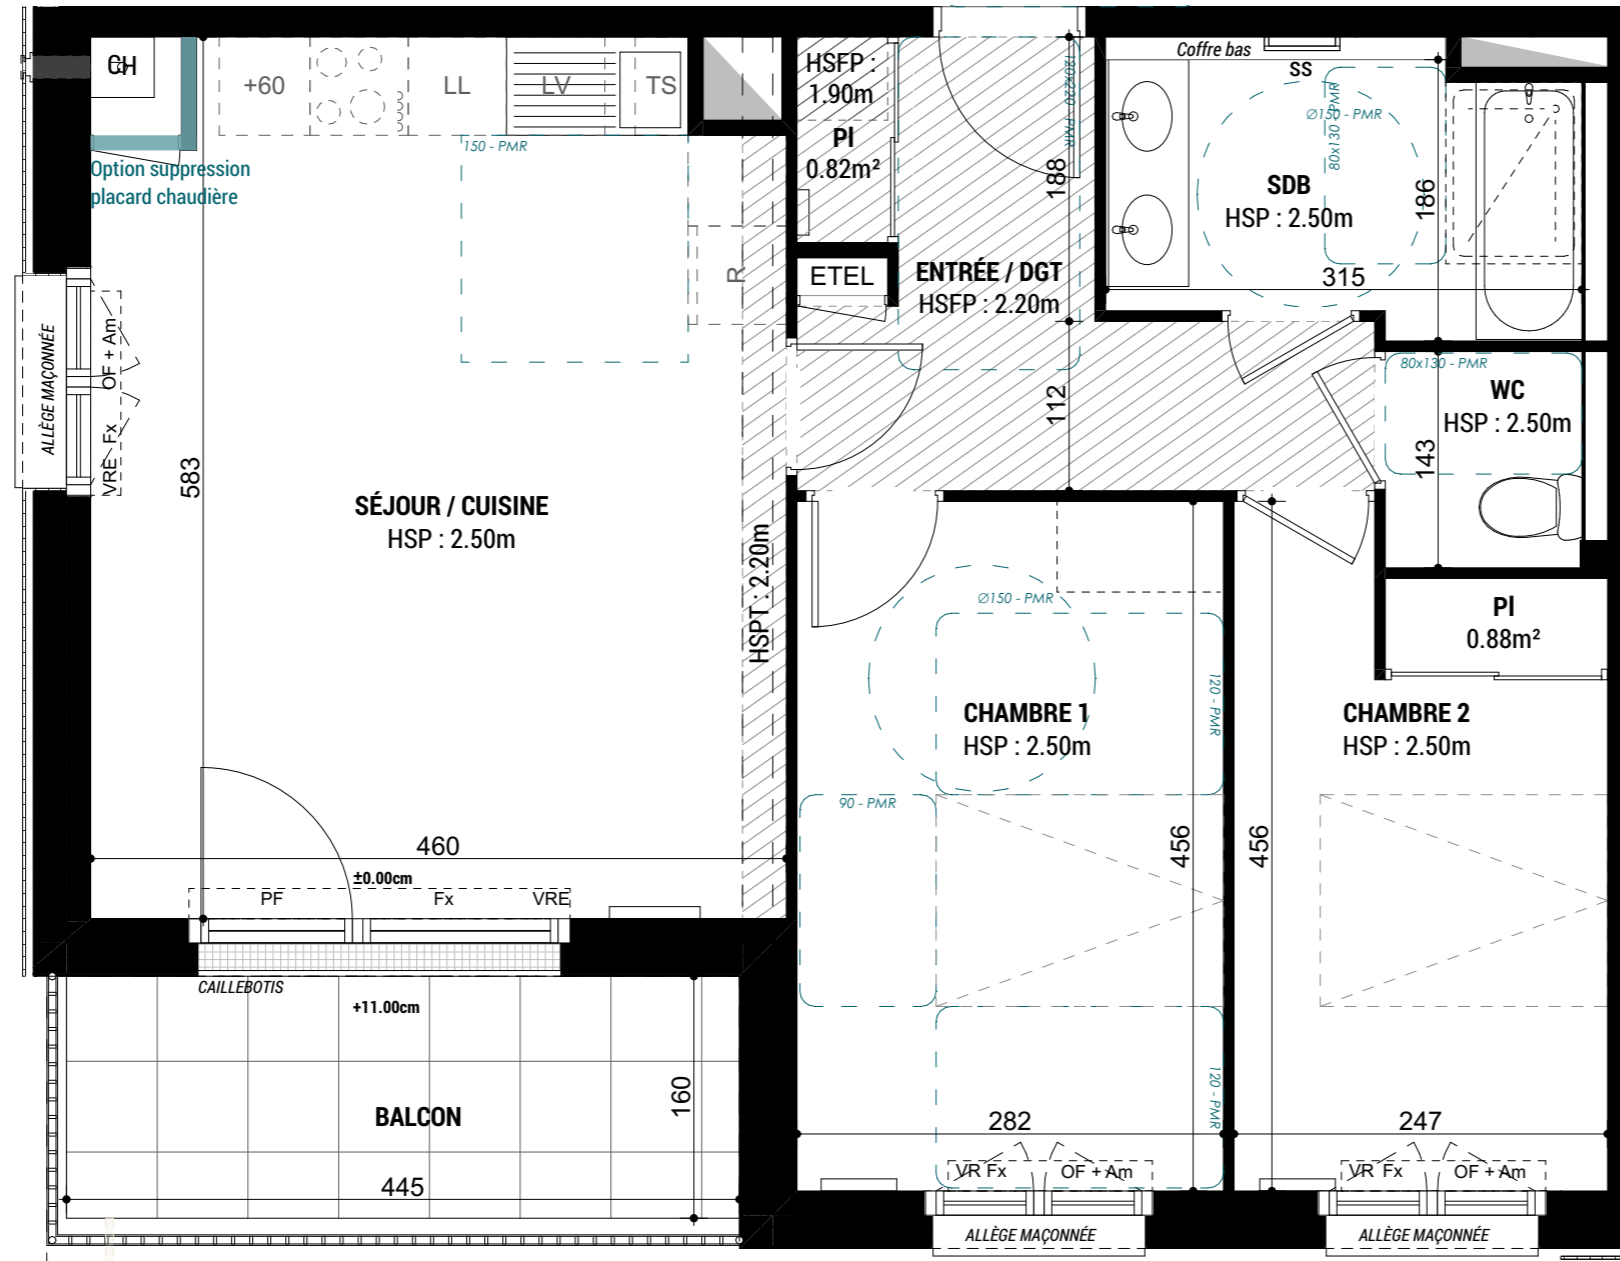 CH
+60
LL
LV
TS
Option suppression
placard chaudière
150 - PMR
HSFP :
1.90m
Pl
0.82m²
ETEL
R
120x220 - PMR
188
ENTRÉE / DGT
HSFP : 2.20m
112
Coffre bas
SS
Ø150 - PMR
80x130 - PMR
SDB
HSP : 2.50m
186
315
80x130 - PMR
WC
HSP : 2.50m
143
ALLÈGE MAÇONNÉE
OF + Am
VRE
Fx
583
SÉJOUR / CUISINE
HSP : 2.50m
HSPT : 2.20m
460
±0.00cm
PF
Fx
VRE
CAILLEBOTIS
+11.00cm
BALCON
160
445
Ø150 - PMR
120 - PMR
CHAMBRE 1
HSP : 2.50m
90 - PMR
456
120 - PMR
282
VR Fx
OF + Am
ALLÈGE MAÇONNÉE
Pl
0.88m²
CHAMBRE 2
HSP : 2.50m
456
247
VR Fx
OF + Am
ALLÈGE MAÇONNÉE